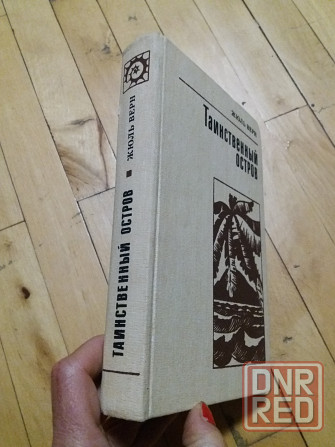 ТАИНСТВЕННЫЙ ОСТРОВ ■ ЖЮЛЬ ВЕРН
ЖЮЛЬ ВЕРН
ТАИНСТВЕННЫЙ
ОСТРОВ
DNR
RED